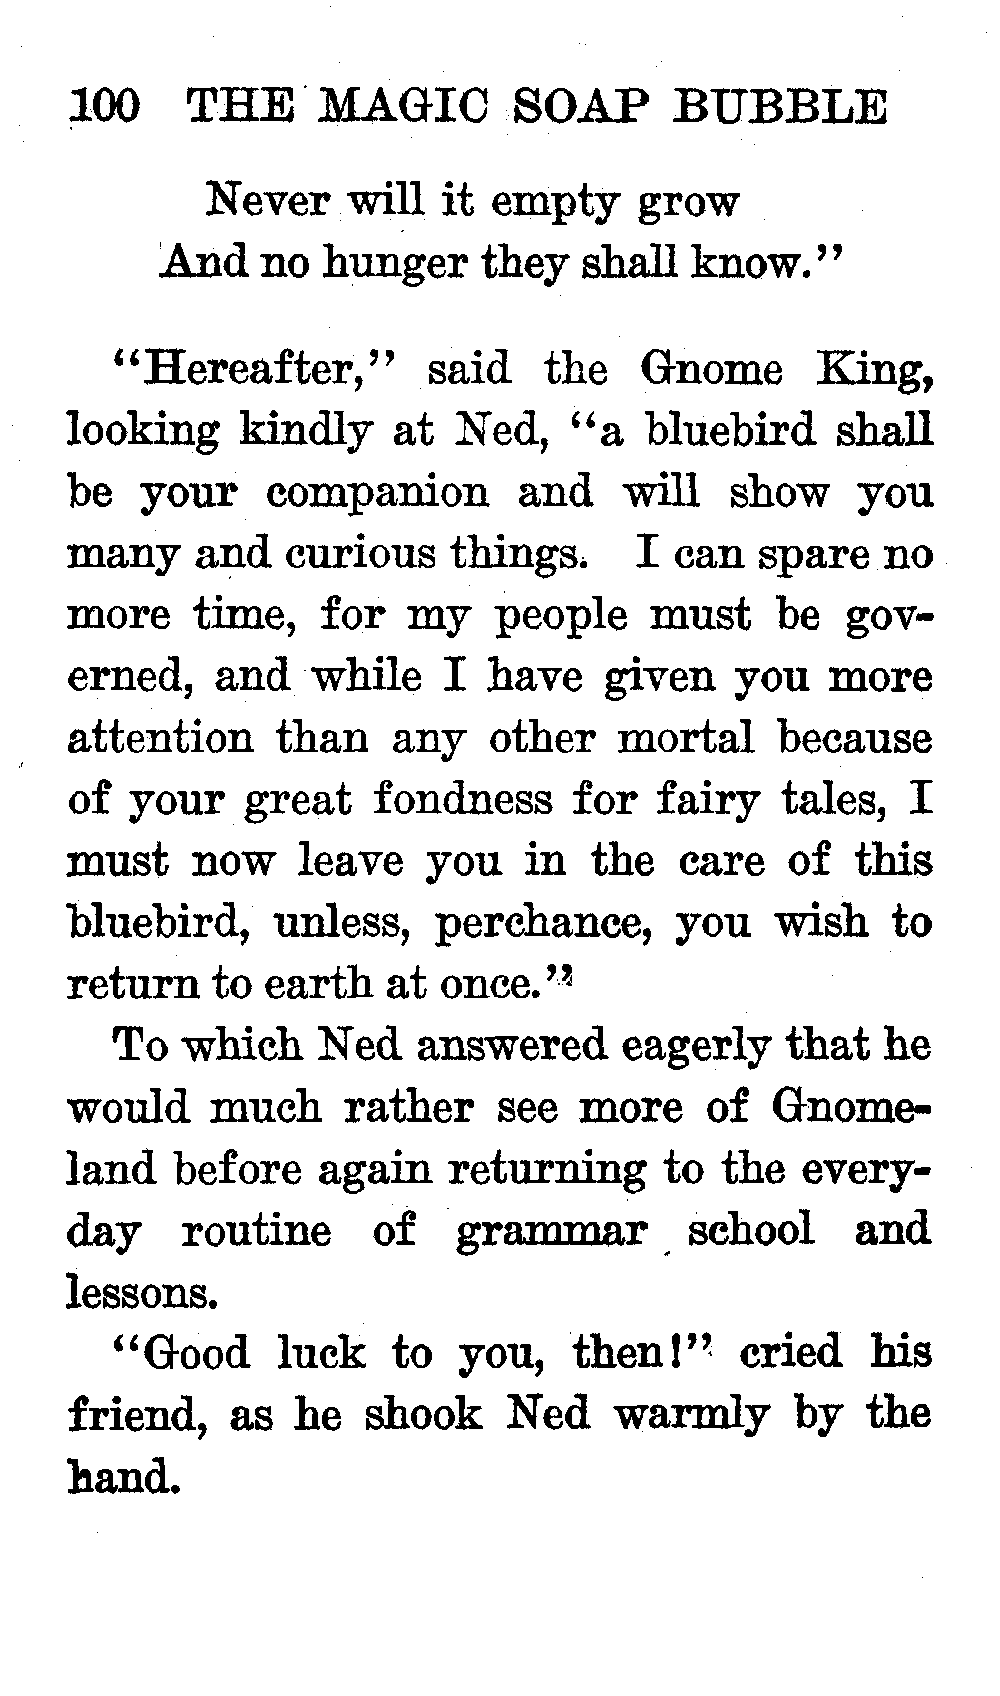 100 THE MAGIC SOAP BUBBLE
Never will it empty grow
And no hunger they shall know."
"Hereafter," said the Gnome King,
looking kindly at Ned, "a bluebird shall
be your companion and will show you
many and curious things. I can spare no
more time, for my people must be gov-
erned, and while I have given you more
attention than any other mortal because
of your great fondness for fairy tales, I
must now leave you in the care of this
bluebird, unless, perchance, you wish to
return to earth at once."
To which Ned answered eagerly that he
would much rather see more of Gnome-
land before again returning to the every-
day routine of grammar school and
lessons.
"Good luck to you, then!" cried his
friend, as he shook Ned warmly by the
hand.